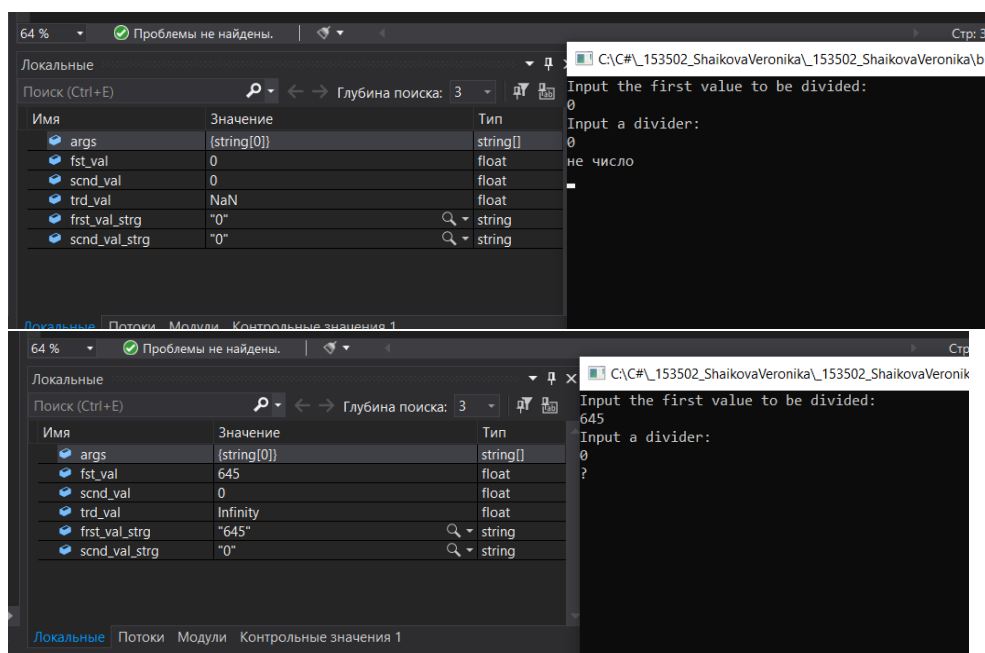 64 % Проблемы не найдены. Стр: 3
Локальные
Поиск (Ctrl+E) Глубина поиска: 3
Имя Значение Тип
args {string[0]} string[]
fst_val 0 float
scnd_val 0 float
trd_val NaN float
frst_val_strg "0" string
scnd_val_strg "0" string
Локальные Потоки Модули Контрольные значения 1
C:\C#\_153502_ShaikovaVeronika\_153502_ShaikovaVeronika\b
Input the first value to be divided:
0
Input a divider:
0
не число
64 % Проблемы не найдены. Стр
Локальные
Поиск (Ctrl+E) Глубина поиска: 3
Имя Значение Тип
args {string[0]} string[]
fst_val 645 float
scnd_val 0 float
trd_val Infinity float
frst_val_strg "645" string
scnd_val_strg "0" string
Локальные Потоки Модули Контрольные значения 1
C:\C#\_153502_ShaikovaVeronika\_153502_ShaikovaVeronik
Input the first value to be divided:
645
Input a divider:
0
?